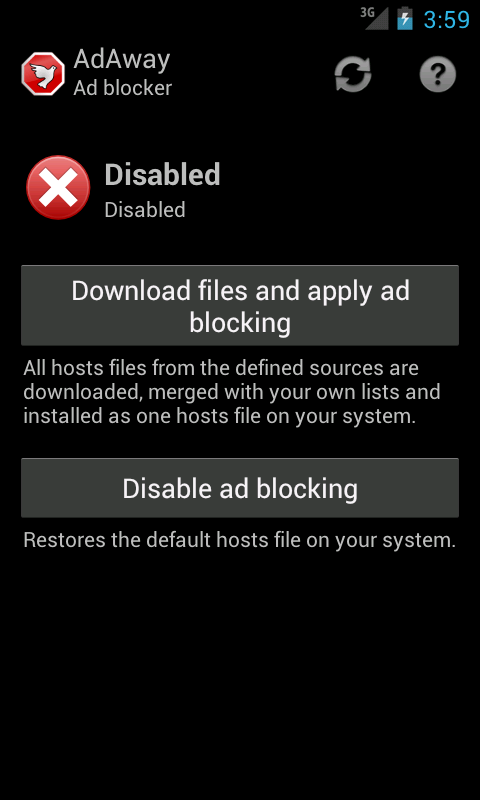 3G
3:59
AdAway
Ad blocker
?
Disabled
Disabled
Download files and apply ad
blocking
All hosts files from the defined sources are
downloaded, merged with your own lists and
installed as one hosts file on your system.
Disable ad blocking
Restores the default hosts file on your system.